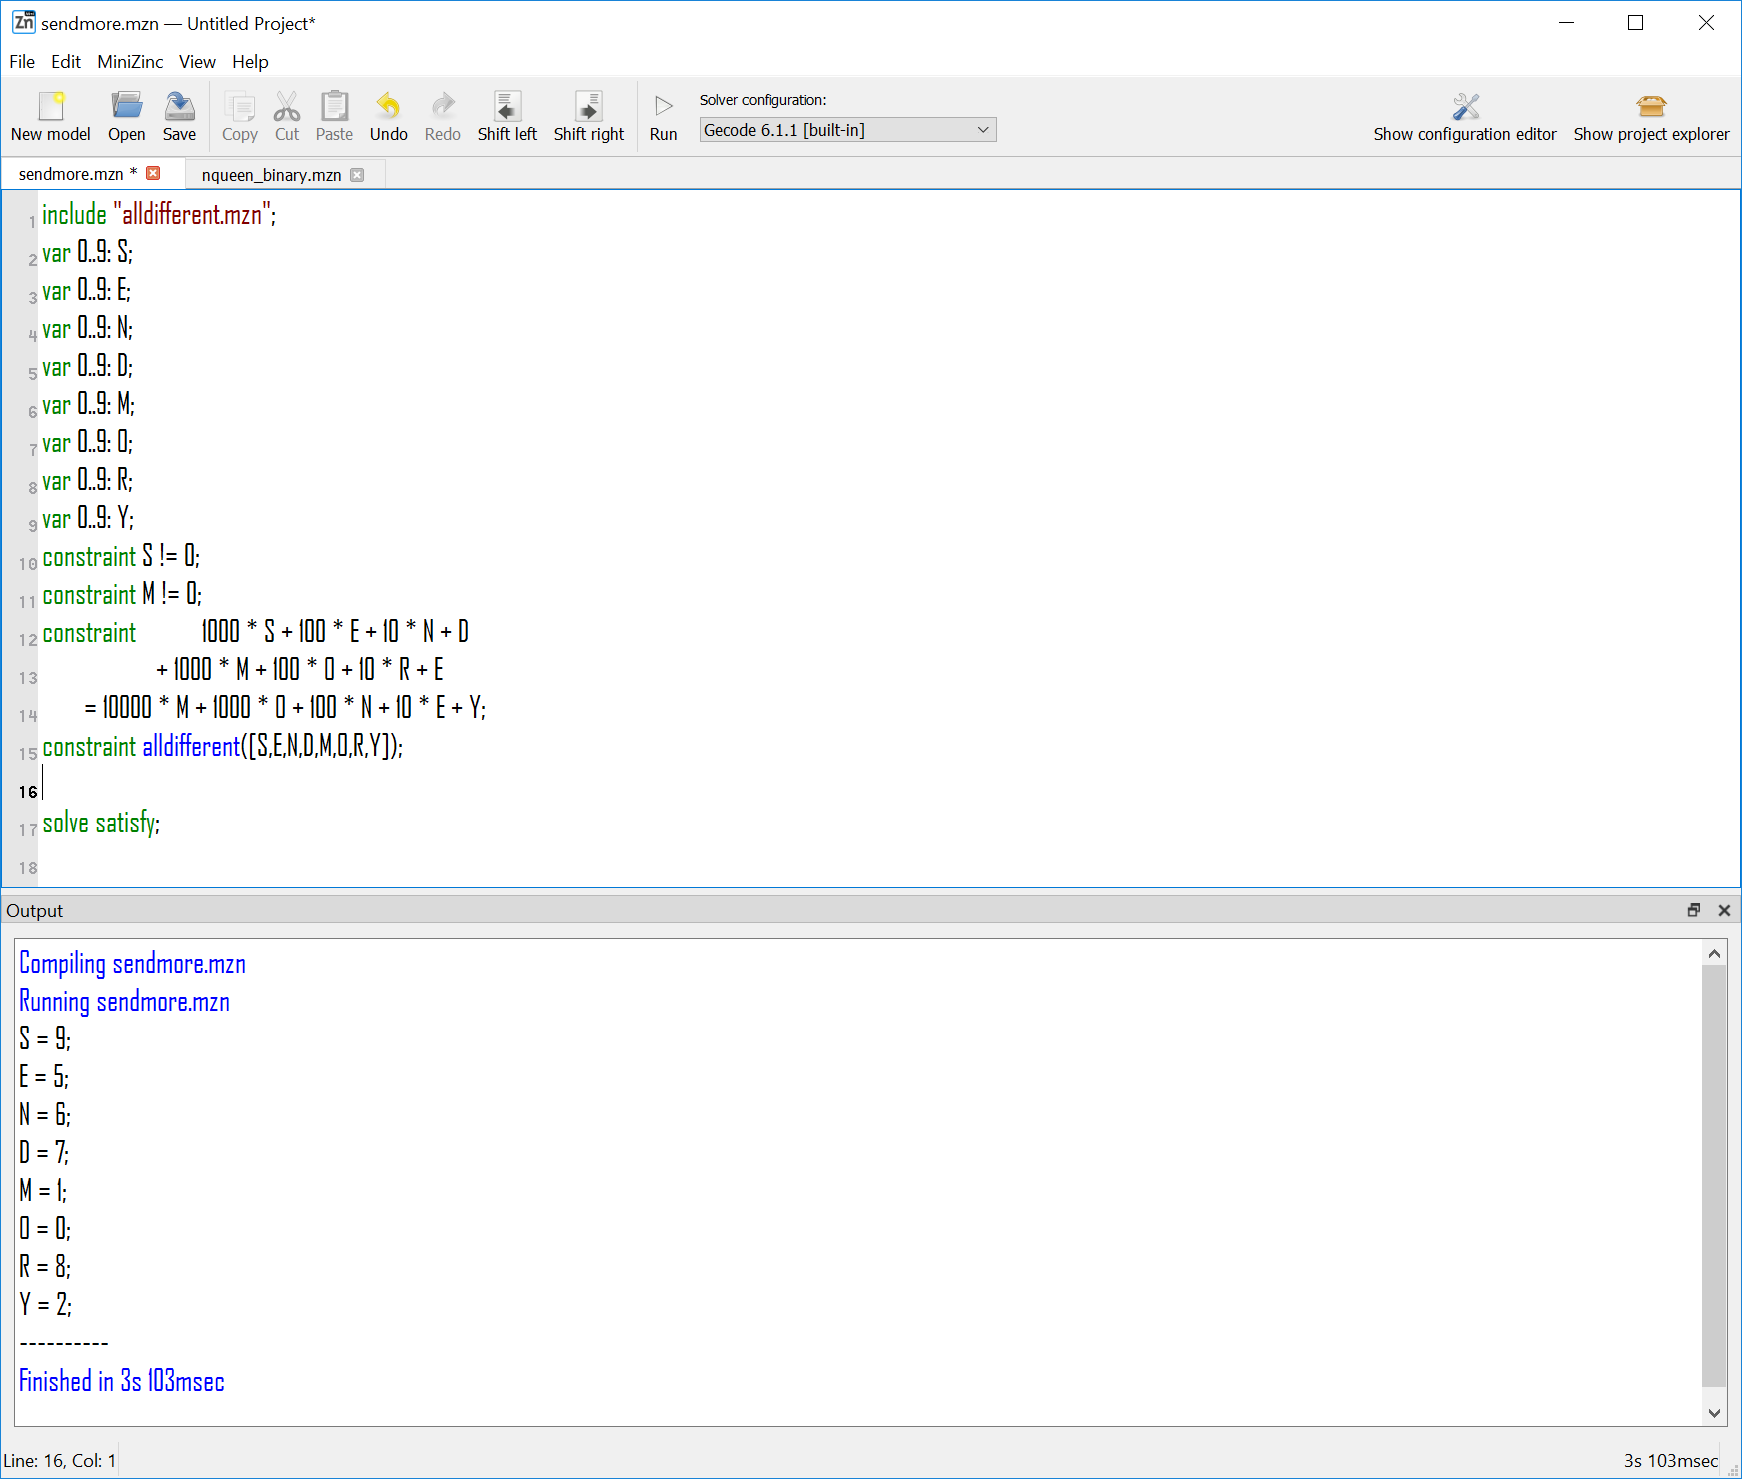 Zn sendmore.mzn — Untitled Project*
File Edit MiniZinc View Help
New model Open Save Copy Cut Paste Undo Redo Shift left Shift right Run Solver configuration: Gecode 6.1.1 [built-in] Show configuration editor Show project explorer
sendmore.mzn * nqueen_binary.mzn
1 include "alldifferent.mzn";
2 var 0..9: S;
3 var 0..9: E;
4 var 0..9: N;
5 var 0..9: D;
6 var 0..9: M;
7 var 0..9: O;
8 var 0..9: R;
9 var 0..9: Y;
10 constraint S != 0;
11 constraint M != 0;
12 constraint 1000 * S + 100 * E + 10 * N + D
13 + 1000 * M + 100 * O + 10 * R + E
14 = 10000 * M + 1000 * O + 100 * N + 10 * E + Y;
15 constraint alldifferent([S,E,N,D,M,O,R,Y]);
16
17 solve satisfy;
18
Output
Compiling sendmore.mzn
Running sendmore.mzn
S = 9;
E = 5;
N = 6;
D = 7;
M = 1;
O = 0;
R = 8;
Y = 2;
----------
Finished in 3s 103msec
Line: 16, Col: 1 3s 103msec